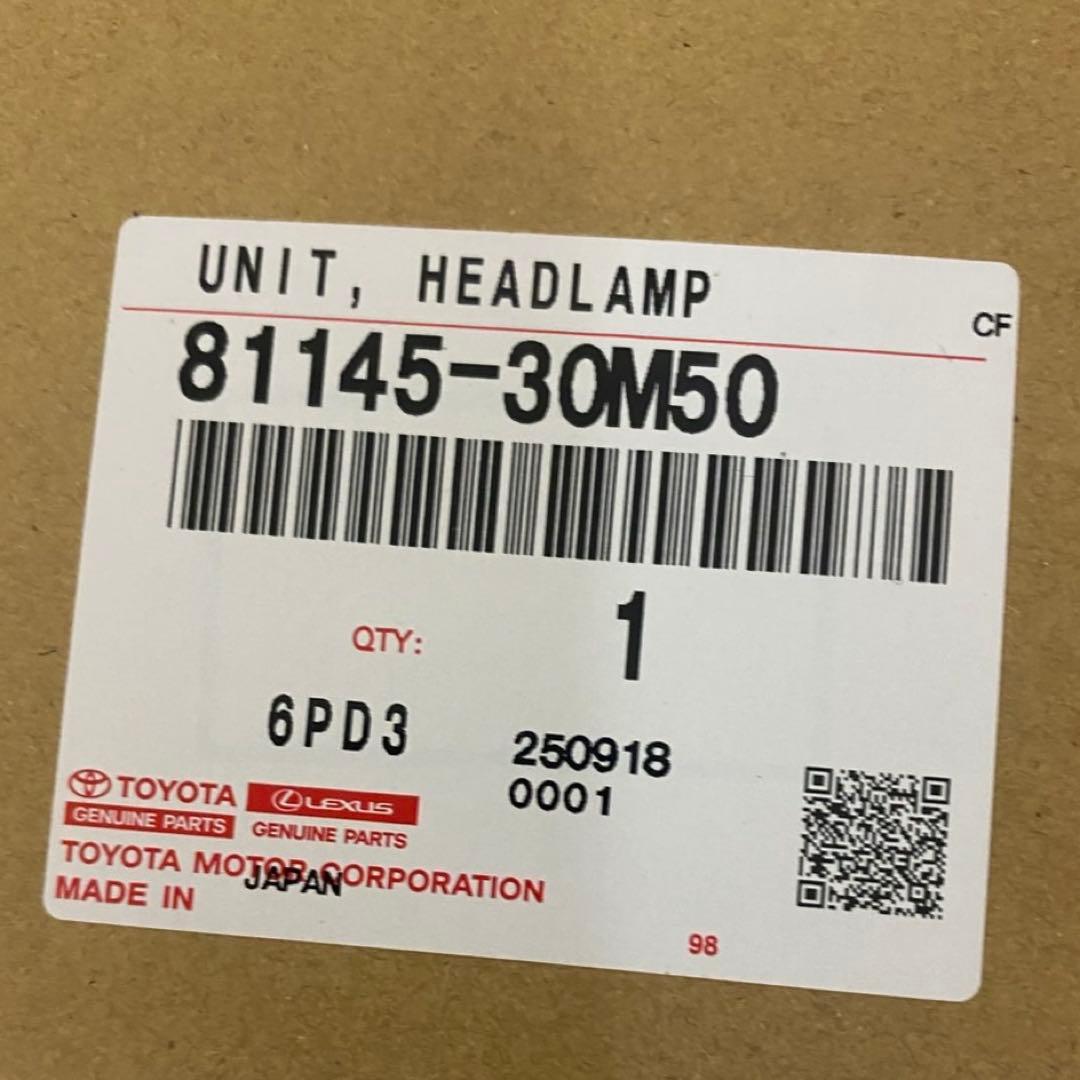 UNIT, HEADLAMP
CF
81145-30M50
QTY: 1
6PD3 250918
0001
TOYOTA LEXUS
GENUINE PARTS GENUINE PARTS
TOYOTA MOTOR CORPORATION
MADE IN JAPAN
98